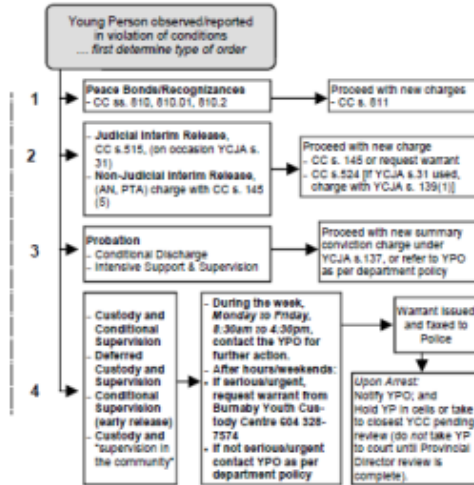 Young Person observed/reported
in violation of conditions
.... first determine type of order
1
Peace Bonds/Recognizances
- CC ss. 810, 810.01, 810.2
Proceed with new charges
- CC s. 811
2
- Judicial Interim Release,
CC s.515, (on occasion YCJA s.
31)
- Non-Judicial Interim Release,
(AN, PTA) charge with CC s. 145
(5)
Proceed with new charge
- CC s. 145 or request warrant
- CC s.524 [if YCJA s.31 used,
charge with YCJA s. 139(1)]
3
Probation
- Conditional Discharge
- Intensive Support & Supervision
Proceed with new summary
conviction charge under
YCJA s.137, or refer to YPO
as per department policy
4
- Custody and
Conditional
Supervision
- Deferred
Custody and
Supervision
- Conditional
Supervision
(early release)
- Custody and
"supervision in
the community"
- During the week,
Monday to Friday,
8:30am to 4:30pm,
contact the YPO for
further action.
- After hours/weekends:
- If serious/urgent,
request warrant from
Burnaby Youth Cus-
tody Centre 604 328-
7574
- If not serious/urgent
contact YPO as per
department policy
Warrant issued
and faxed to
Police
Upon Arrest:
Notify YPO; and
Hold YP in cells or take
to closest YCC pending
review (do not take YP
to court until Provincial
Director review is
complete).